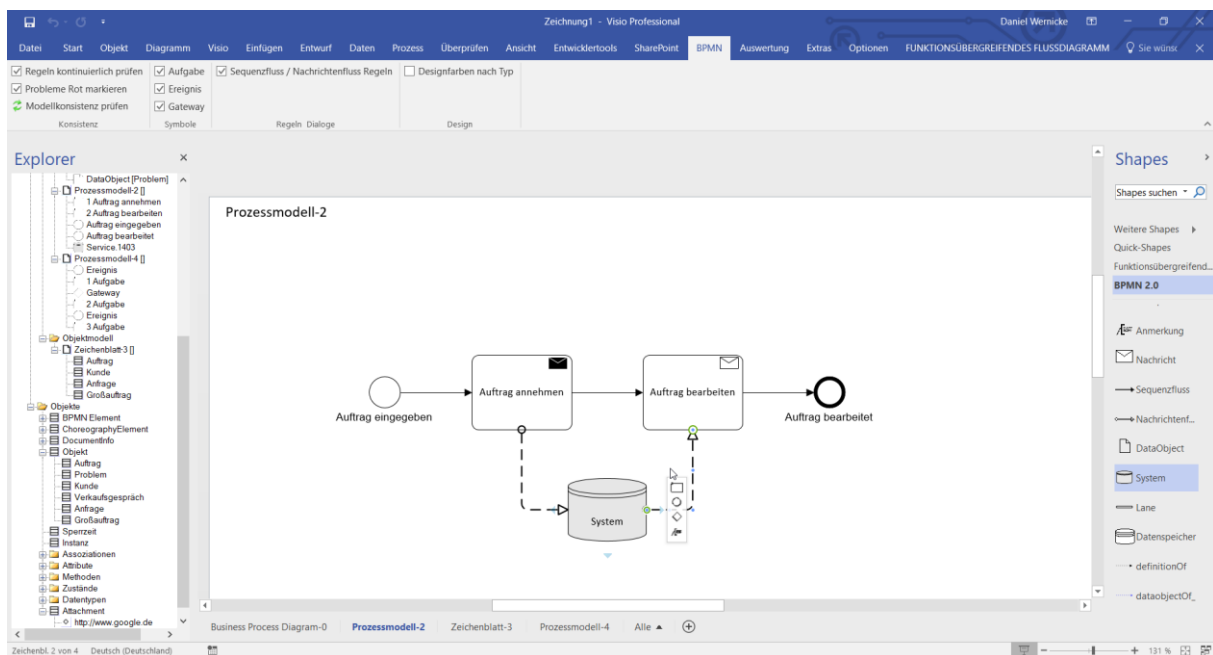 Zeichnung1 - Visio Professional
Daniel Wernicke
Datei Start Objekt Diagramm Visio Einfügen Entwurf Daten Prozess Überprüfen Ansicht Entwicklertools SharePoint BPMN Auswertung Extras Optionen FUNKTIONSÜBERGREIFENDES FLUSSDIAGRAMM Sie wünsc
Regeln kontinuierlich prüfen
Aufgabe
Sequenzfluss / Nachrichtenfluss Regeln
Designfarben nach Typ
Probleme Rot markieren
Ereignis
Modellkonsistenz prüfen
Gateway
Konsistenz
Symbole
Regeln Dialoge
Design
Explorer
DataObject [Problem]
Prozessmodell-2 []
1 Auftrag annehmen
2 Auftrag bearbeiten
Auftrag eingegeben
Auftrag bearbeitet
Service.1403
Prozessmodell-4 []
Ereignis
1 Aufgabe
Gateway
2 Aufgabe
Ereignis
3 Aufgabe
Objektmodell
Zeichenblatt-3 []
Auftrag
Kunde
Anfrage
Großauftrag
Objekte
BPMN Element
ChoreographyElement
DocumentInfo
Objekt
Auftrag
Problem
Kunde
Verkaufsgespräch
Anfrage
Großauftrag
Sperrzeit
Instanz
Assoziationen
Attribute
Methoden
Zustände
Datentypen
Attachment
http://www.google.de
Prozessmodell-2
Auftrag annehmen
Auftrag bearbeiten
Auftrag eingegeben
Auftrag bearbeitet
System
Shapes
Shapes suchen
Weitere Shapes
Quick-Shapes
Funktionsübergreifend...
BPMN 2.0
Anmerkung
Nachricht
Sequenzfluss
Nachrichtenf...
DataObject
System
Lane
Datenspeicher
definitionOf
dataobjectOf_
Business Process Diagram-0 Prozessmodell-2 Zeichenblatt-3 Prozessmodell-4 Alle
Zeichenbl. 2 von 4 Deutsch (Deutschland)
131 %